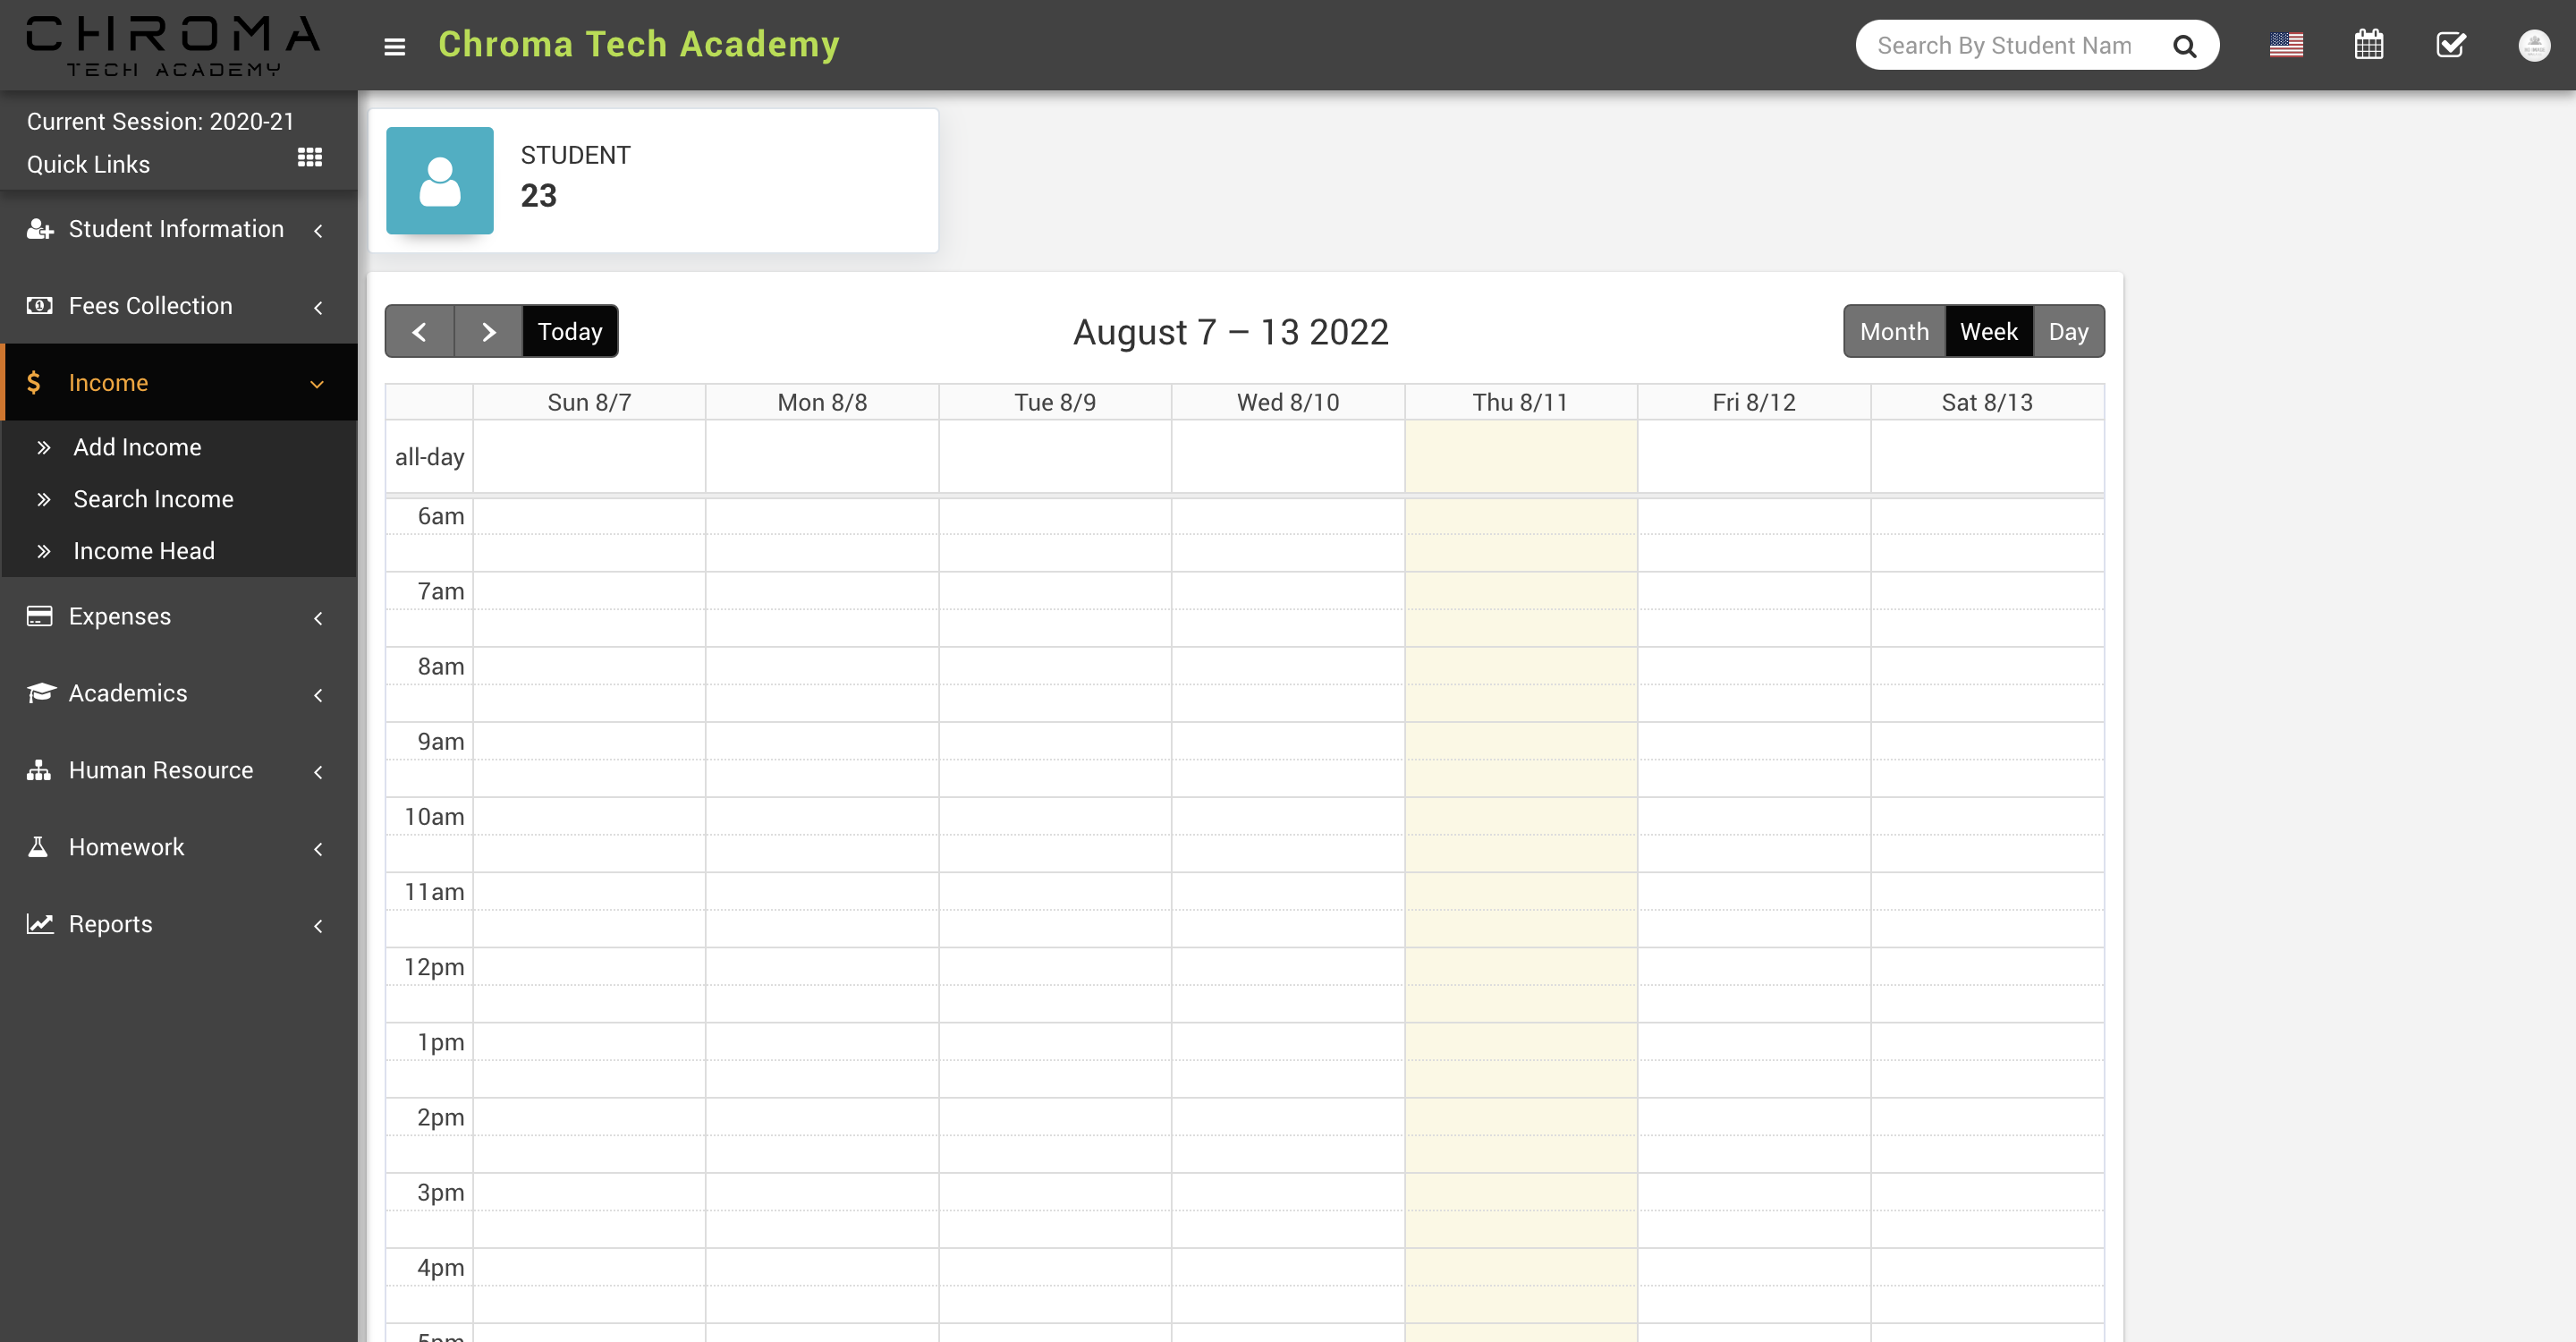 CHROMA
TECH ACADEMY
Chroma Tech Academy
Search By Student Nam
Current Session: 2020-21
Quick Links
Student Information
Fees Collection
Income
Add Income
Search Income
Income Head
Expenses
Academics
Human Resource
Homework
Reports
STUDENT
23
Today
August 7 – 13 2022
Month Week Day
Sun 8/7 Mon 8/8 Tue 8/9 Wed 8/10 Thu 8/11 Fri 8/12 Sat 8/13
all-day
6am
7am
8am
9am
10am
11am
12pm
1pm
2pm
3pm
4pm
5pm